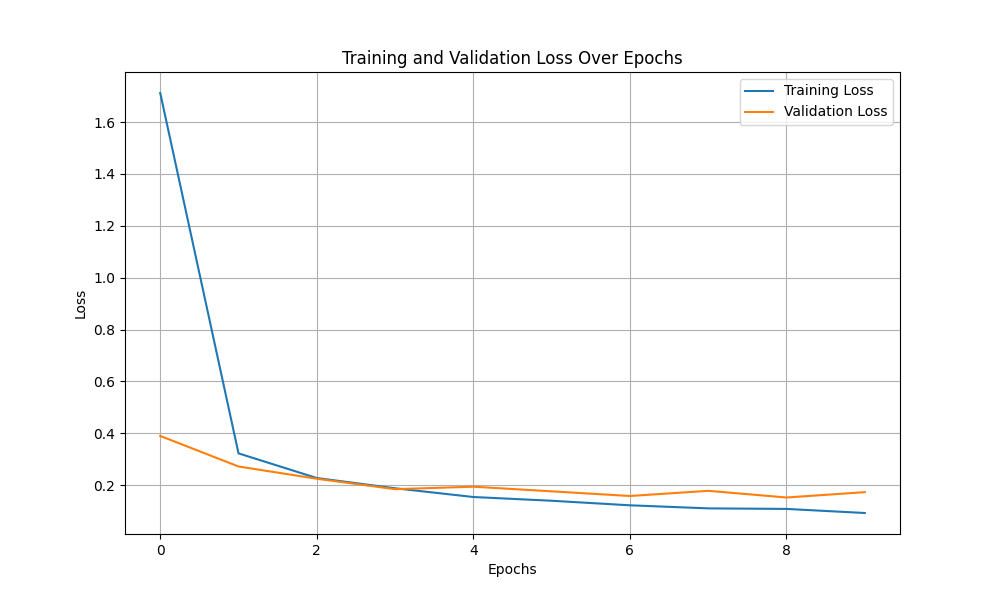 Training and Validation Loss Over Epochs
Training Loss
Validation Loss
1.6
1.4
1.2
1.0
0.8
0.6
0.4
0.2
Loss
0 2 4 6 8
Epochs